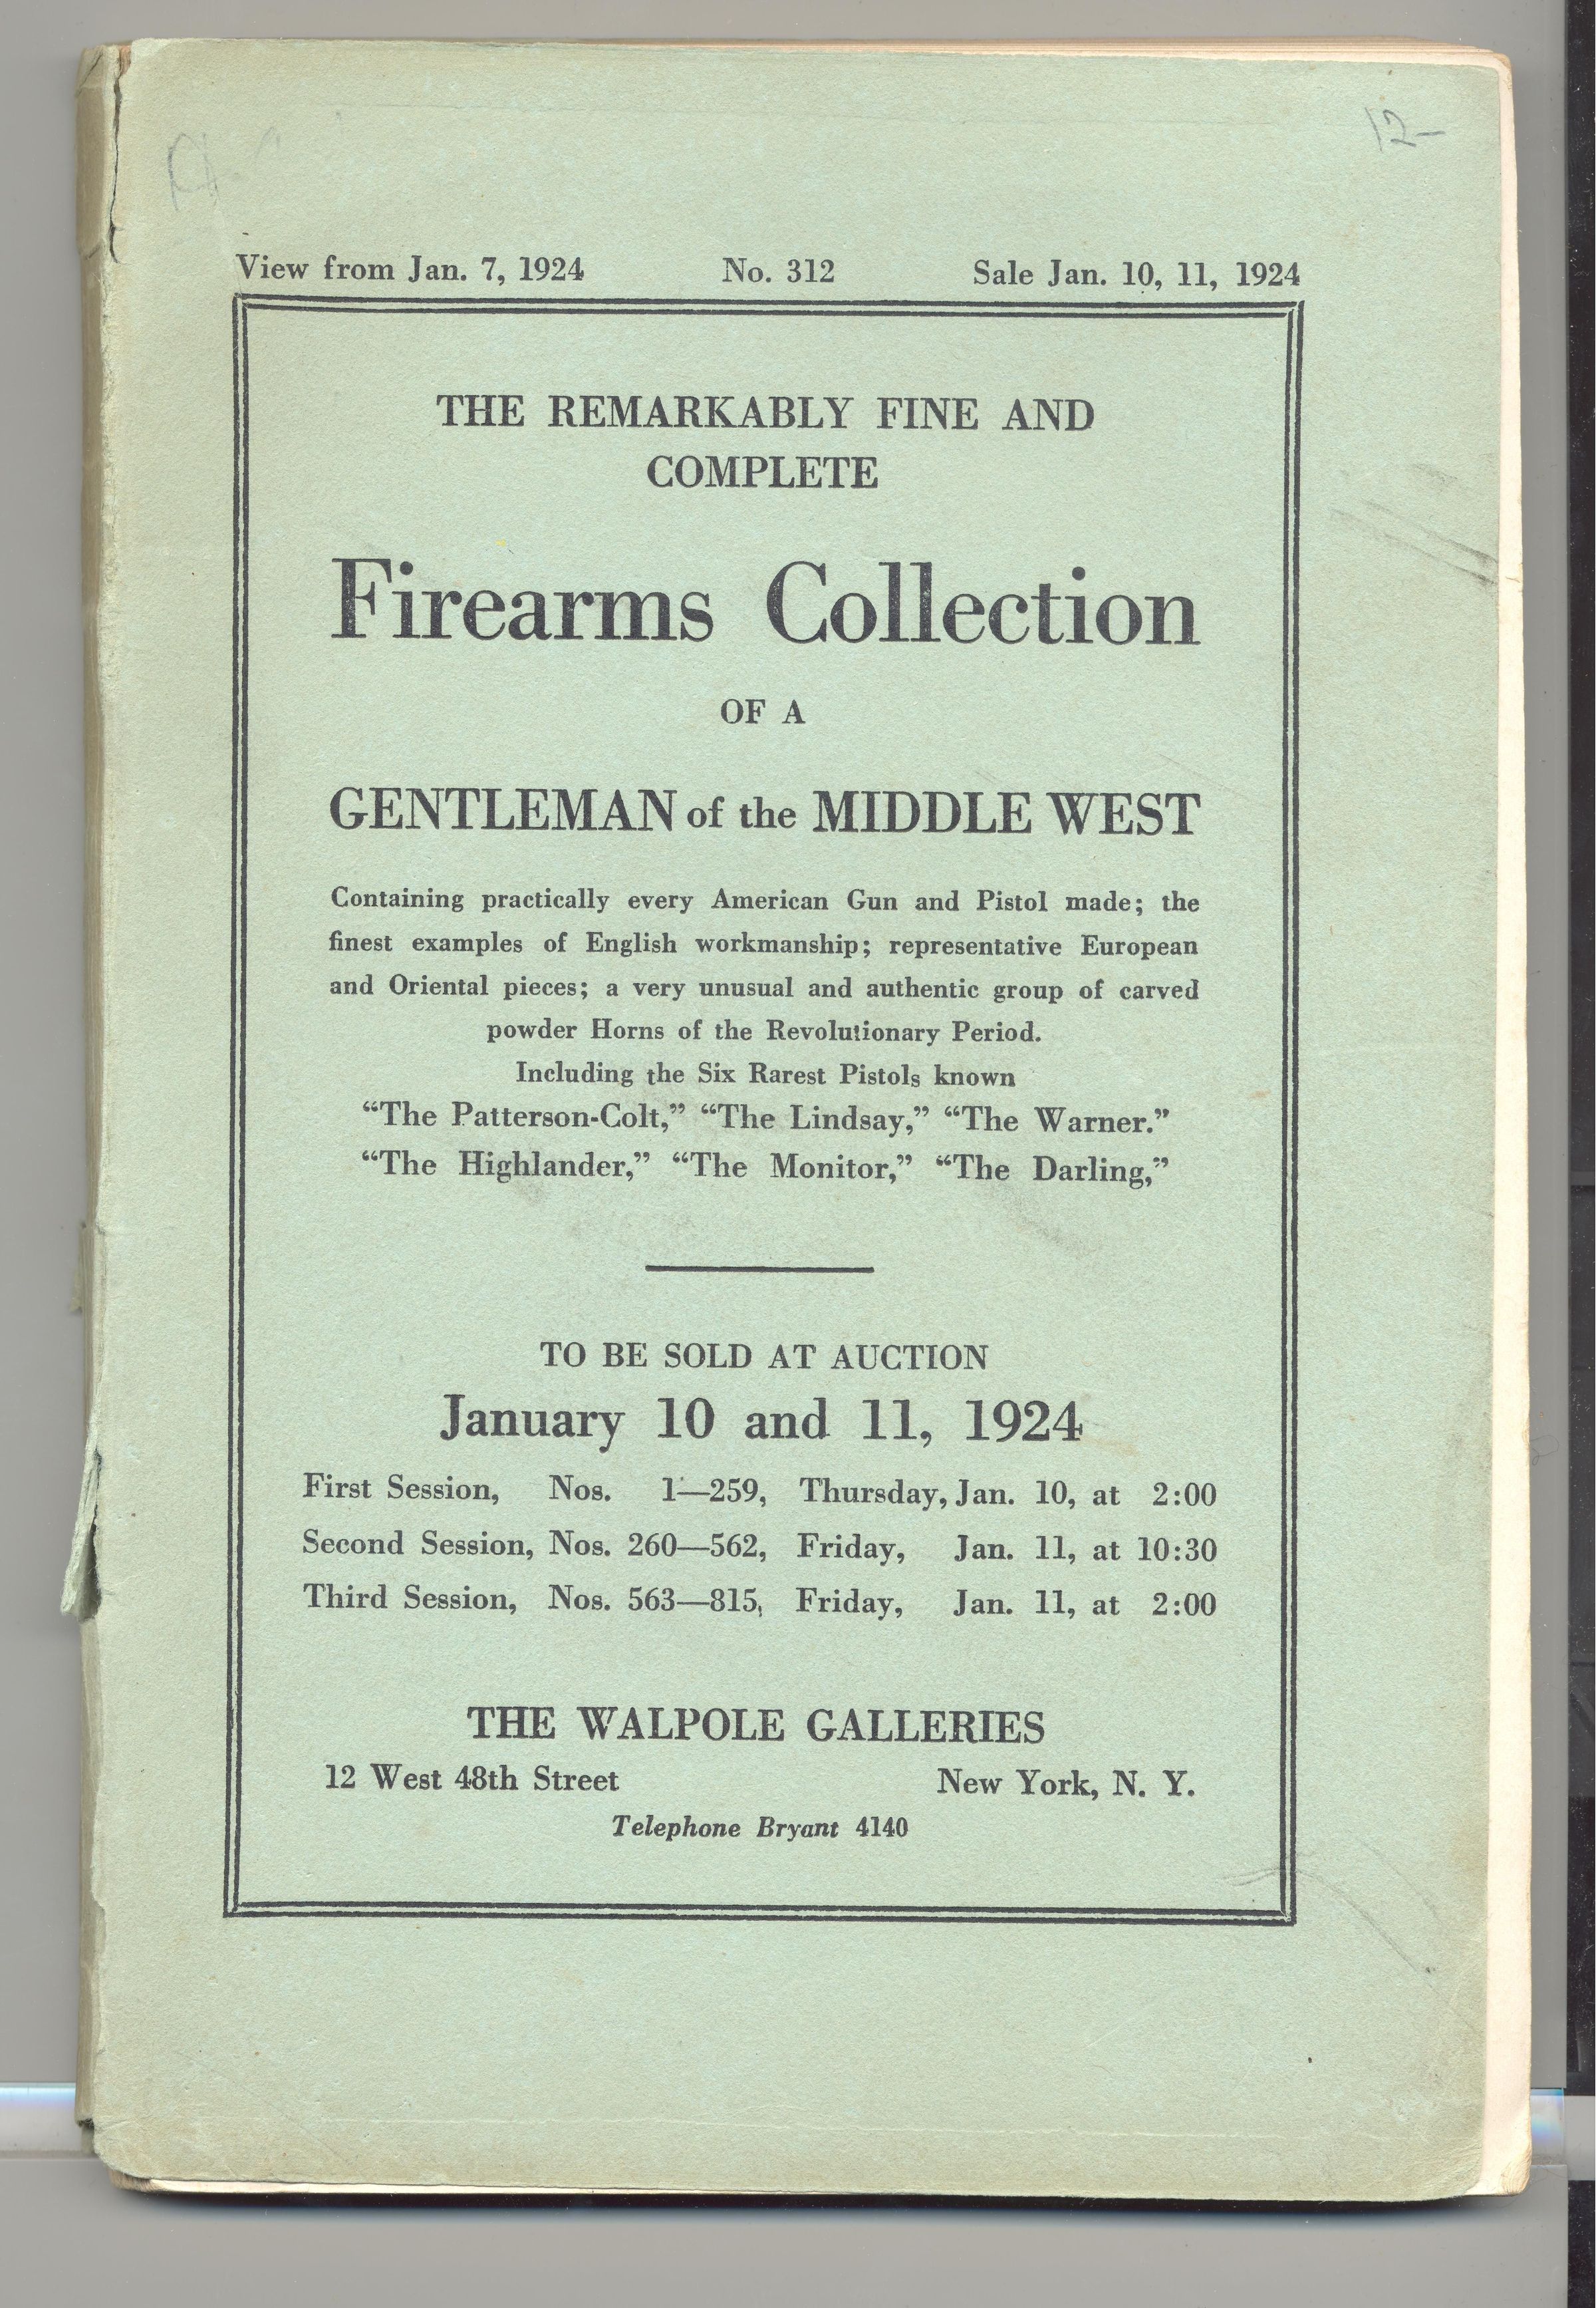 12-
View from Jan. 7, 1924 No. 312 Sale Jan. 10, 11, 1924
THE REMARKABLY FINE AND
COMPLETE
Firearms Collection
OF A
GENTLEMAN of the MIDDLE WEST
Containing practically every American Gun and Pistol made; the
finest examples of English workmanship; representative European
and Oriental pieces; a very unusual and authentic group of carved
powder Horns of the Revolutionary Period.
Including the Six Rarest Pistols known
“The Patterson-Colt,” “The Lindsay,” “The Warner.”
“The Highlander,” “The Monitor,” “The Darling,”
TO BE SOLD AT AUCTION
January 10 and 11, 1924
First Session, Nos. 1—259, Thursday, Jan. 10, at 2:00
Second Session, Nos. 260—562, Friday, Jan. 11, at 10:30
Third Session, Nos. 563—815, Friday, Jan. 11, at 2:00
THE WALPOLE GALLERIES
12 West 48th Street New York, N. Y.
Telephone Bryant 4140